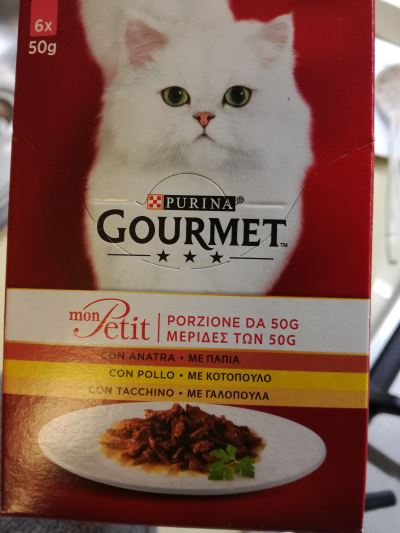 6x
50g
PURINA®
GOURMET™
mon Petit
PORZIONE DA 50G
ΜΕΡΙΔΕΣ ΤΩΝ 50G
CON ANATRA • ΜΕ ΠΑΠΙΑ
CON POLLO • ΜΕ ΚΟΤΟΠΟΥΛΟ
CON TACCHINO • ΜΕ ΓΑΛΟΠΟΥΛΑ